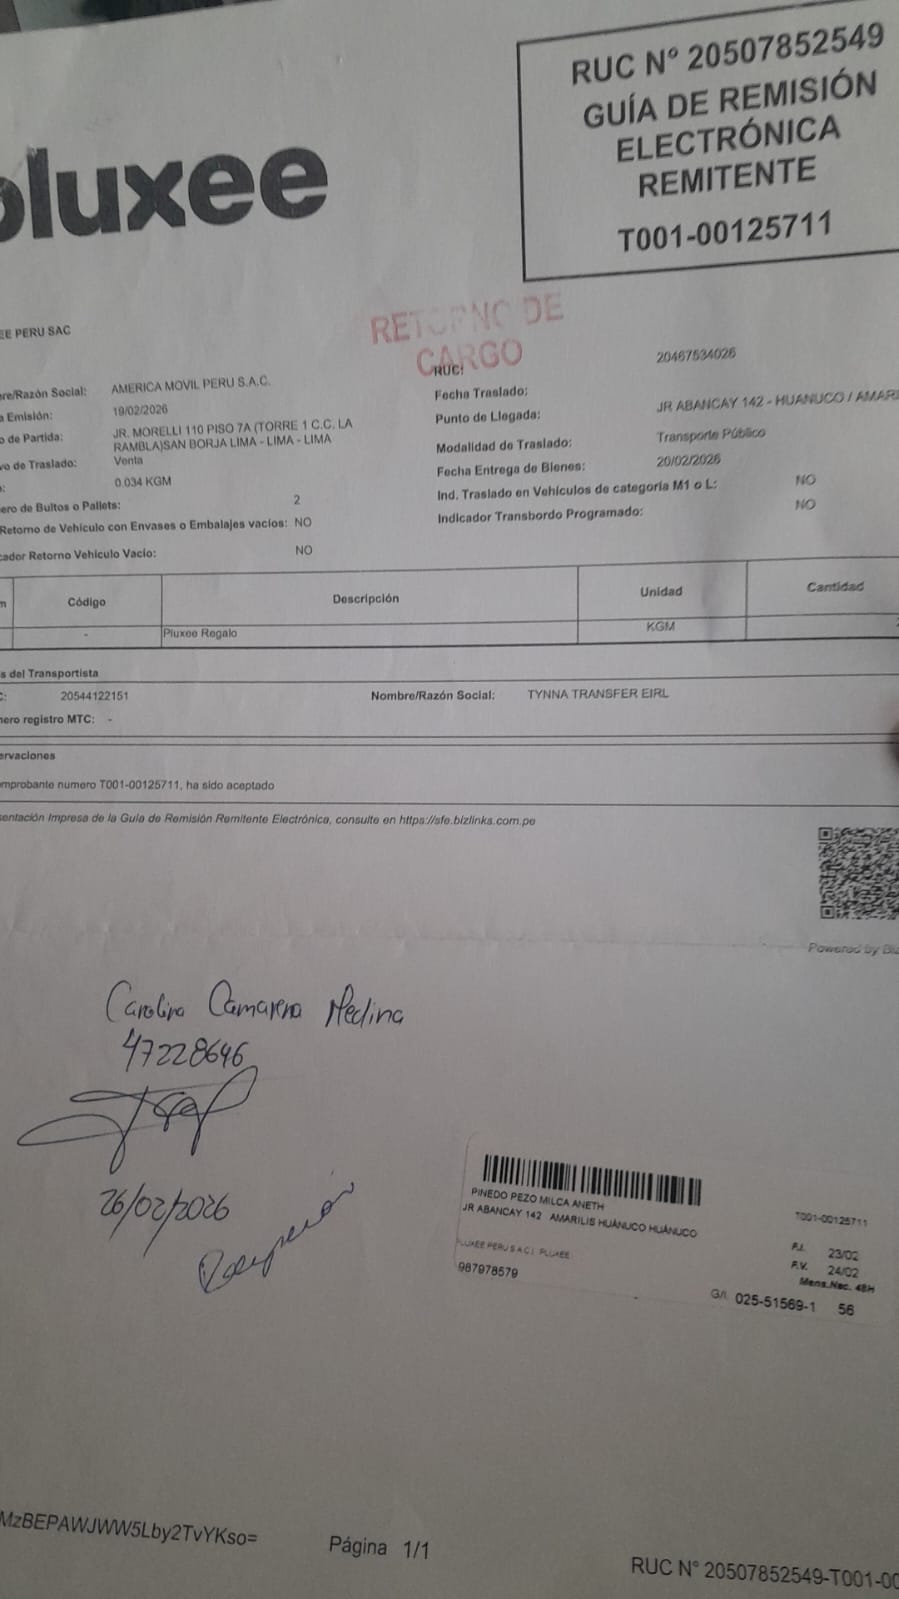 RUC N° 20507852549
GUÍA DE REMISIÓN
ELECTRÓNICA
REMITENTE
T001-00125711
pluxee
EE PERU SAC
RETORNO DE
CARGO
re/Razón Social: AMERICA MOVIL PERU S.A.C.
RUC: 20467534026
a Emisión: 19/02/2026
Fecha Traslado:
o de Partida: JR. MORELLI 110 PISO 7A (TORRE 1 C.C. LA
RAMBLA)SAN BORJA LIMA - LIMA - LIMA
Punto de Llegada: JR ABANCAY 142 - HUANUCO / AMAR
vo de Traslado: Venta
Modalidad de Traslado: Transporte Público
o: 0.034 KGM
Fecha Entrega de Bienes: 20/02/2026
ero de Bultos o Pallets: 2
Ind. Traslado en Vehículos de categoría M1 o L: NO
Retorno de Vehículo con Envases o Embalajes vacíos: NO
Indicador Transbordo Programado: NO
cador Retorno Vehículo Vacío: NO
m Código Descripción Unidad Cantidad
- Pluxee Regalo KGM
s del Transportista
C: 20544122151 Nombre/Razón Social: TYNNA TRANSFER EIRL
mero registro MTC: -
ervaciones
omprobante numero T001-00125711, ha sido aceptado
sentación Impresa de la Guía de Remisión Remitente Electrónica, consulte en https://sfe.bizlinks.com.pe
Powered by Biz
Carolina Camarena Medina
47228646
26/02/2026
Recepción
PINEDO PEZO MILCA ANETH
JR ABANCAY 142 AMARILIS HUÁNUCO HUÁNUCO
T001-00125711
PLUXEE PERU S A C I PLUXEE
987978579
F.I. 23/02
F.V. 24/02
Mens.Nac. 48H
G/I. 025-51569-1 56
MzBEPAWJWW5Lby2TvYKso=
Página 1/1
RUC N° 20507852549-T001-00